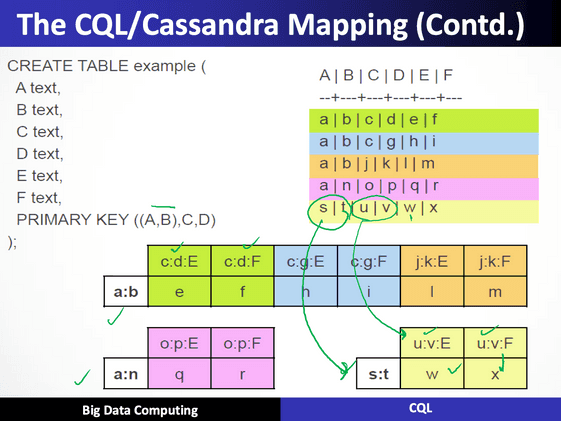 The CQL/Cassandra Mapping (Contd.)
CREATE TABLE example (
A text,
B text,
C text,
D text,
E text,
F text,
PRIMARY KEY ((A,B),C,D)
);
A | B | C | D | E | F
--+---+---+---+---+---
a | b | c | d | e | f
a | b | c | g | h | i
a | b | j | k | l | m
a | n | o | p | q | r
s | t | u | v | w | x
c:d:E c:d:F c:g:E c:g:F j:k:E j:k:F
a:b e f h i l m
o:p:E o:p:F
a:n q r
u:v:E u:v:F
s:t w x
Big Data Computing
CQL